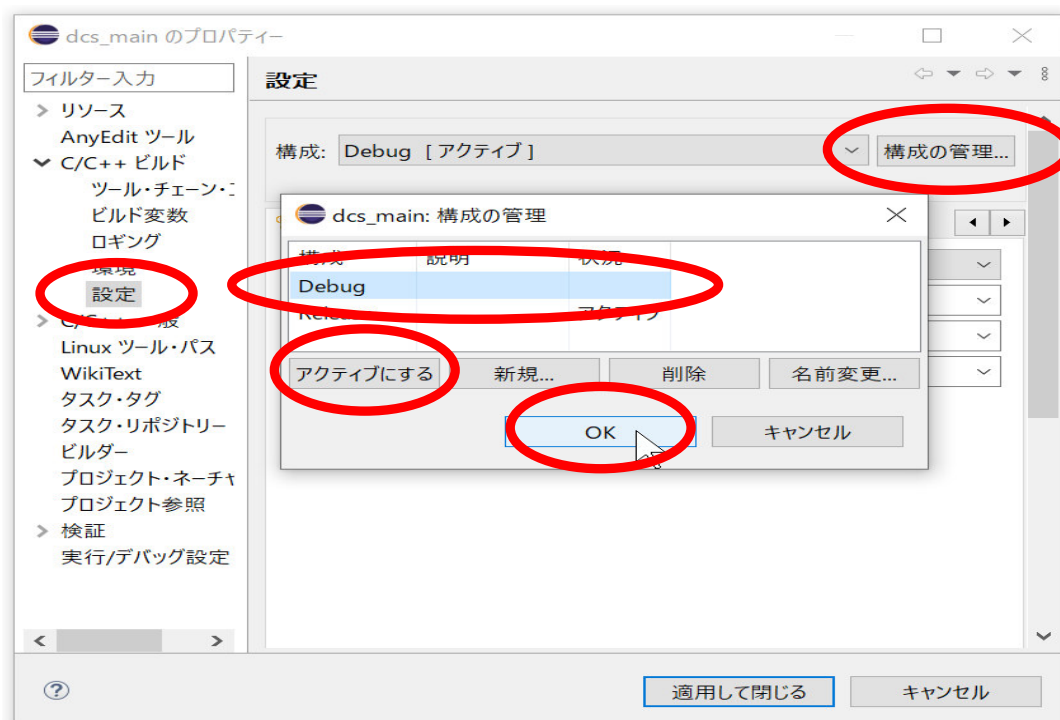 dcs_main のプロパティー
フィルター入力
設定
リソース
AnyEdit ツール
C/C++ ビルド
ツール・チェーン・
ビルド変数
ロギング
環境
設定
C/C++ 一般
Linux ツール・パス
WikiText
タスク・タグ
タスク・リポジトリー
ビルダー
プロジェクト・ネーチャ
プロジェクト参照
検証
実行/デバッグ設定
構成: Debug [ アクティブ ]
構成の管理...
dcs_main: 構成の管理
構成 説明 状況
Debug
アクティブ
アクティブにする 新規... 削除 名前変更...
OK キャンセル
適用して閉じる キャンセル